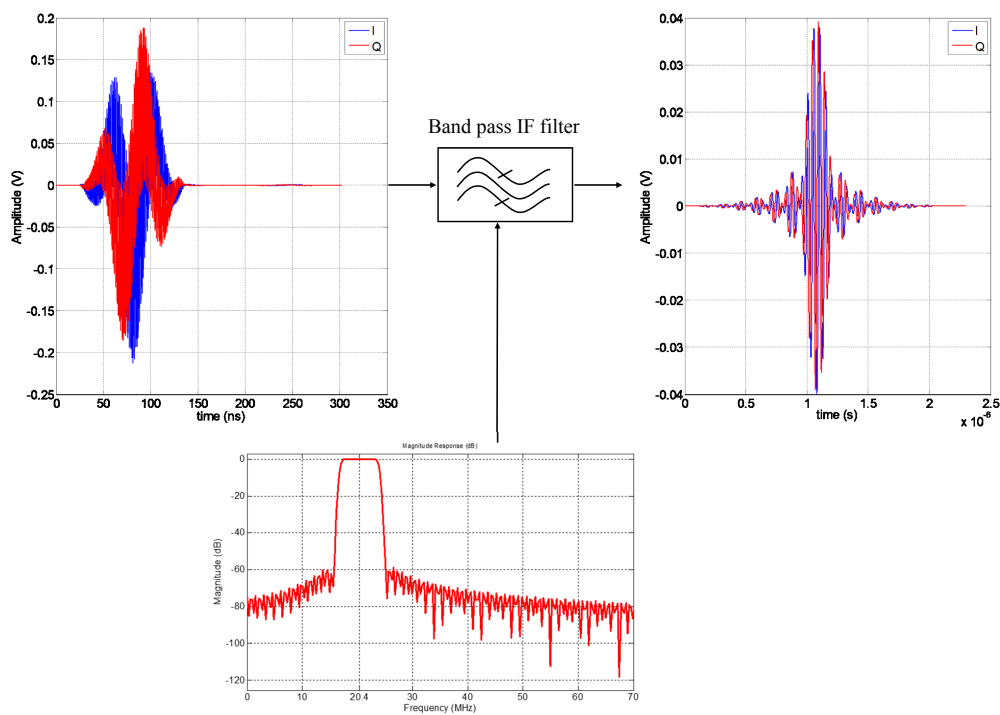 0.2
0.15
0.1
0.05
0
-0.05
-0.1
-0.15
-0.2
-0.25
Amplitude (V)
0 50 100 150 200 250 300 350
time (ns)
I
Q
Band pass IF filter
0.04
0.03
0.02
0.01
0
-0.01
-0.02
-0.03
-0.04
Amplitude (V)
0 0.5 1 1.5 2 2.5
time (s)
x 10⁻⁶
I
Q
Magnitude Response (dB)
0
-20
-40
-60
-80
-100
-120
Magnitude (dB)
0 10 20.4 30 40 50 60 70
Frequency (MHz)